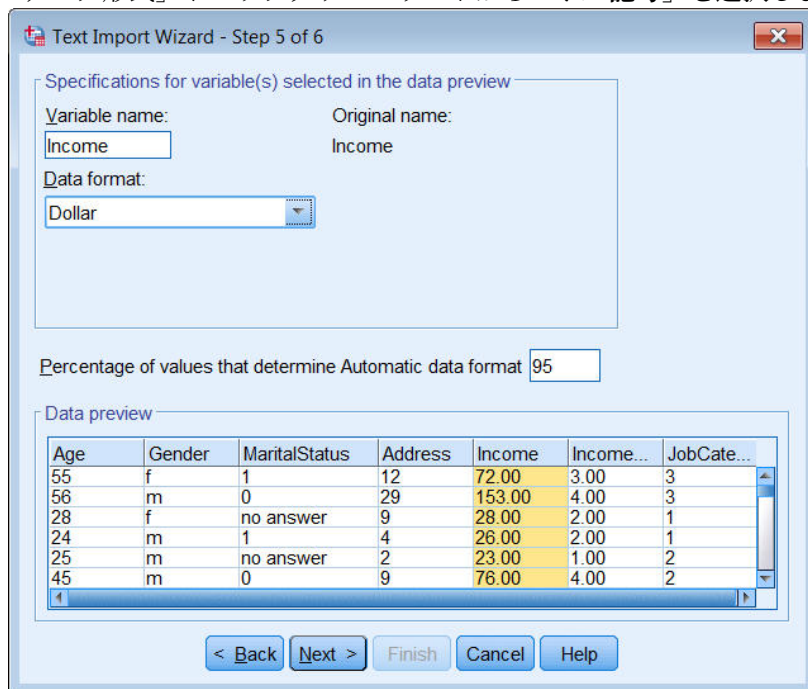 Text Import Wizard - Step 5 of 6
Specifications for variable(s) selected in the data preview
Variable name: Original name:
Income Income
Data format:
Dollar
Percentage of values that determine Automatic data format 95
Data preview
Age Gender MaritalStatus Address Income Income... JobCate...
55 f 1 12 72.00 3.00 3
56 m 0 29 153.00 4.00 3
28 f no answer 9 28.00 2.00 1
24 m 1 4 26.00 2.00 1
25 m no answer 2 23.00 1.00 2
45 m 0 9 76.00 4.00 2
< Back Next > Finish Cancel Help